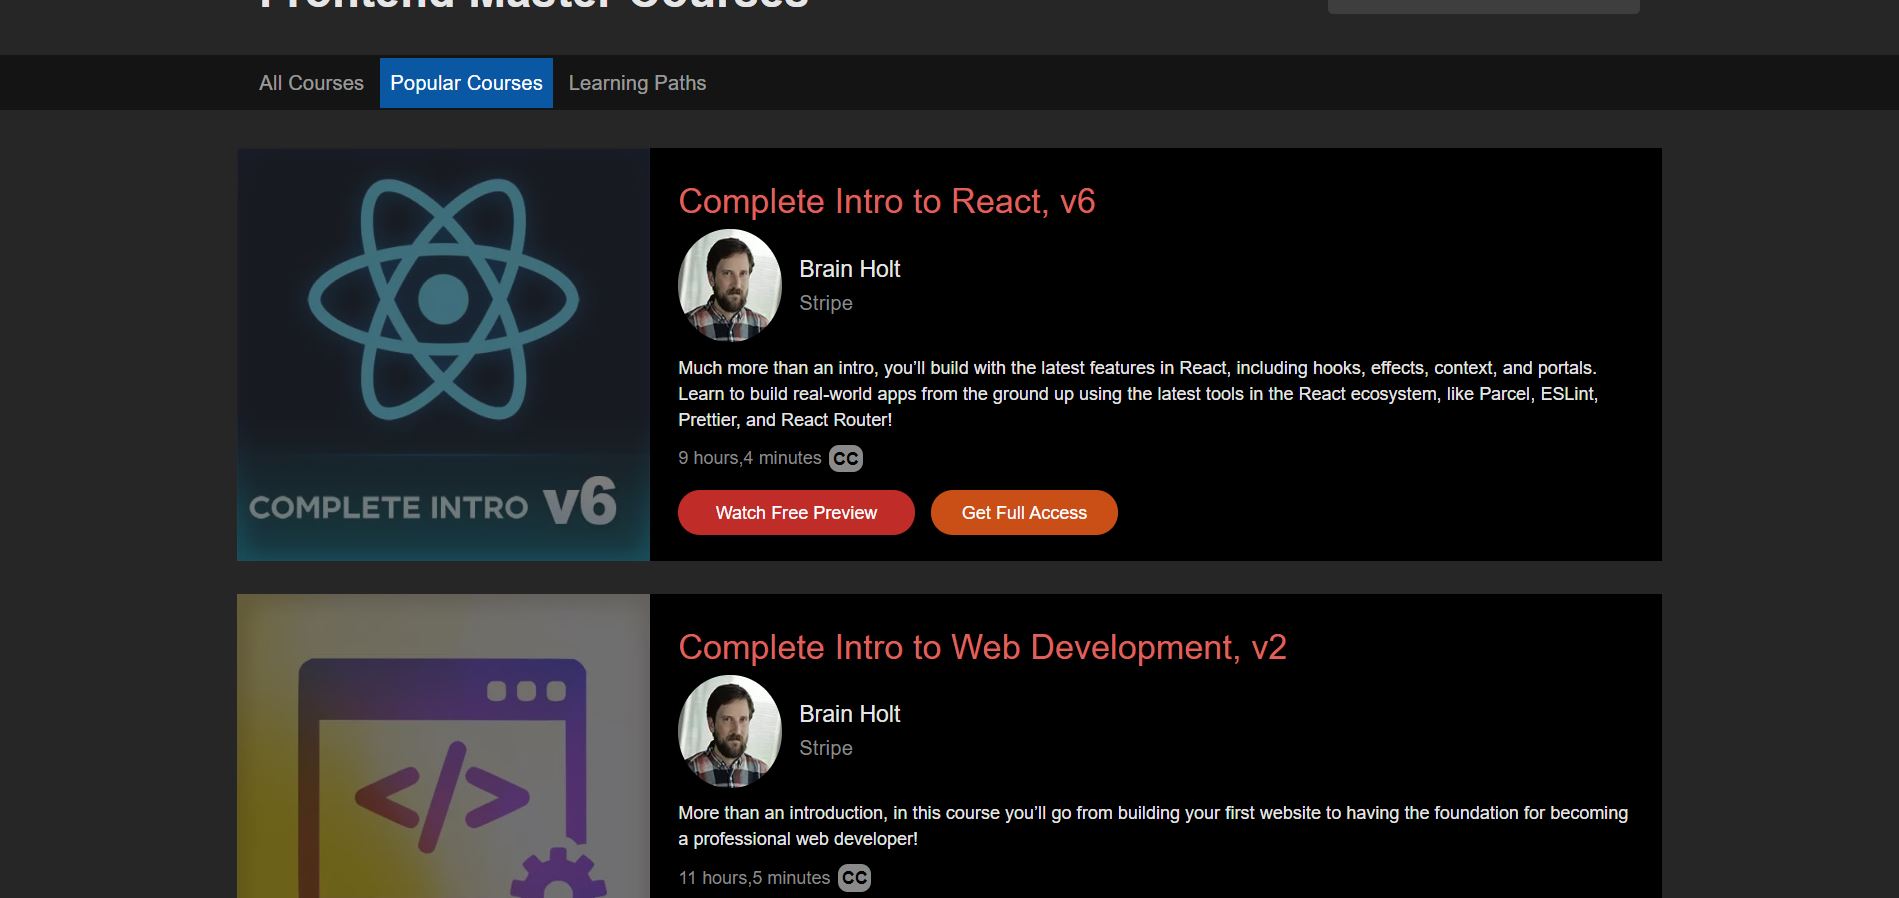 Frontend Master Courses
All Courses Popular Courses Learning Paths
COMPLETE INTRO v6
Complete Intro to React, v6
Brain Holt
Stripe
Much more than an intro, you’ll build with the latest features in React, including hooks, effects, context, and portals.
Learn to build real-world apps from the ground up using the latest tools in the React ecosystem, like Parcel, ESLint,
Prettier, and React Router!
9 hours,4 minutes CC
Watch Free Preview Get Full Access
</>
Complete Intro to Web Development, v2
Brain Holt
Stripe
More than an introduction, in this course you’ll go from building your first website to having the foundation for becoming
a professional web developer!
11 hours,5 minutes CC